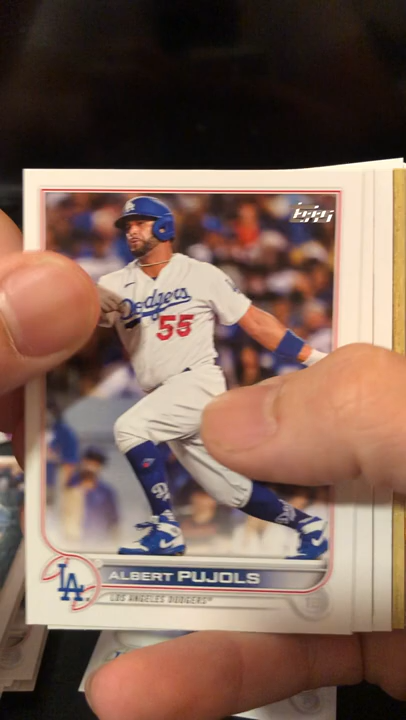 Topps
Dodgers
55
LA
ALBERT PUJOLS
LOS ANGELES DODGERS®